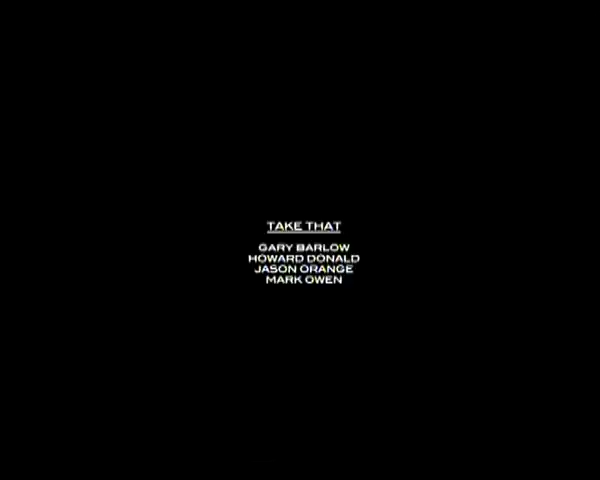 TAKE THAT
GARY BARLOW
HOWARD DONALD
JASON ORANGE
MARK OWEN